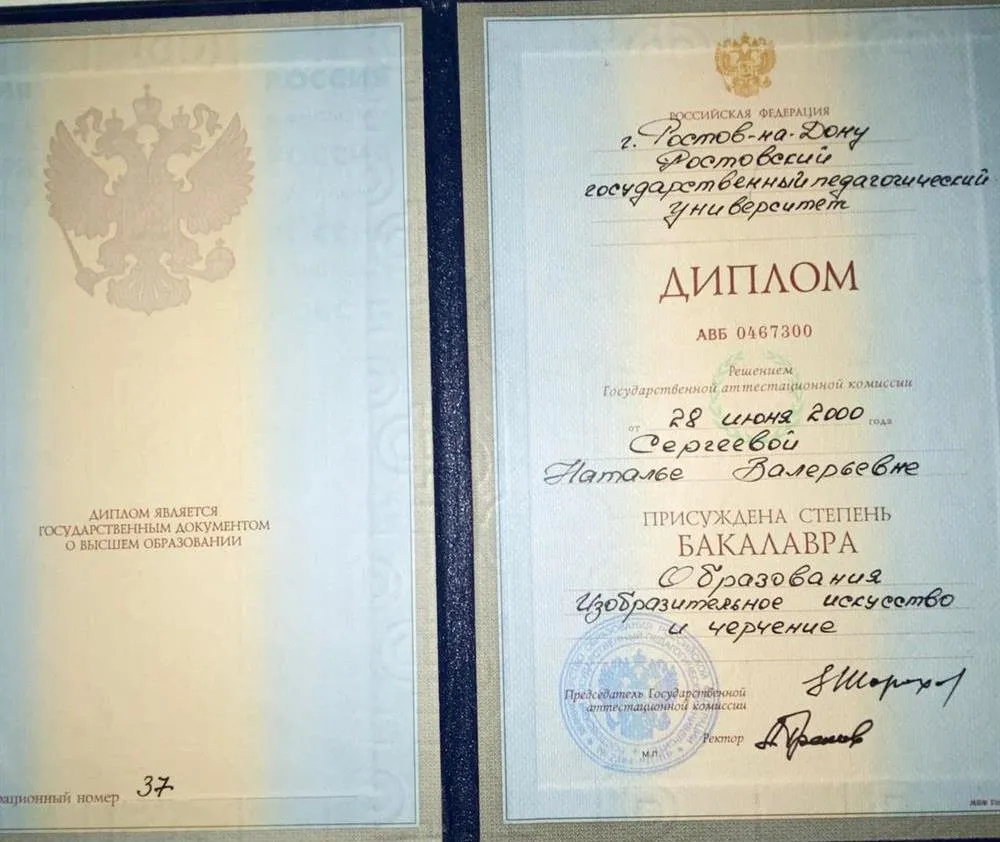 ДИПЛОМ ЯВЛЯЕТСЯ
ГОСУДАРСТВЕННЫМ ДОКУМЕНТОМ
О ВЫСШЕМ ОБРАЗОВАНИИ
номер 37
РОССИЙСКАЯ ФЕДЕРАЦИЯ
г. Ростов-на-Дону
Ростовский
государственный педагогический
университет
ДИПЛОМ
АВБ 0467300
Решением
Государственной аттестационной комиссии
от 28 июня 2000 года
Сергеевой
Наталье Валерьевне
ПРИСУЖДЕНА СТЕПЕНЬ
БАКАЛАВРА
Образования
Изобразительное искусство
и черчение
Председатель Государственной
аттестационной комиссии
Ректор
М.П.